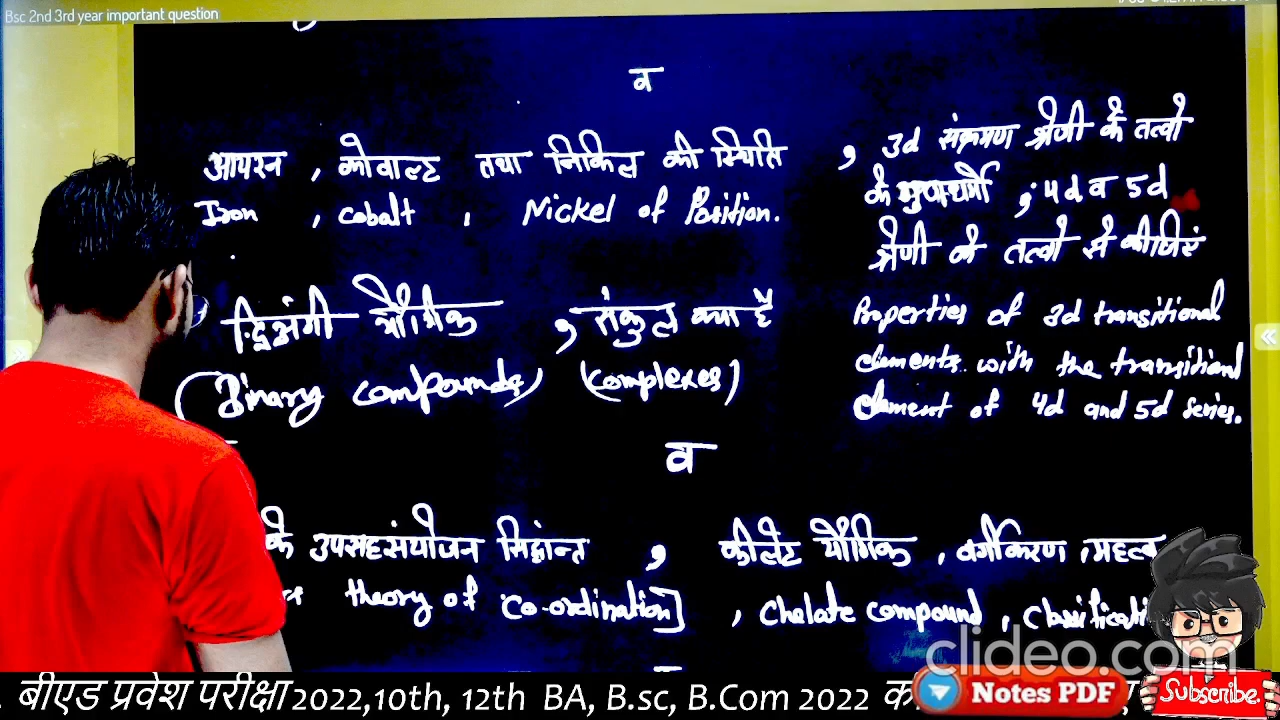 Bsc 2nd 3rd year important question
व
आयरन , कोवाल्ट तथा निकिल की स्थिति
Iron , cobalt , Nickel of Position.
, 3d संक्रमण श्रेणी के तत्वो
के गुणधर्मो , 4d व 5d
श्रेणी के तत्वो से कीजिए
Properties of 3d transitional
elements with the transitional
element of 4d and 5d series.
द्विअंगी यौगिक , संकुल क्या है
(Binary compounds) (complexes)
व
के उपसहसंयोजन सिद्धान्त , कीलेट यौगिक , वर्गीकरण , महत्व
theory of co-ordination] , Chelate compound , Classificati
clideo.com
बीएड प्रवेश परीक्षा 2022,10th, 12th BA, B.sc, B.Com 2022
Notes PDF
Subscribe.